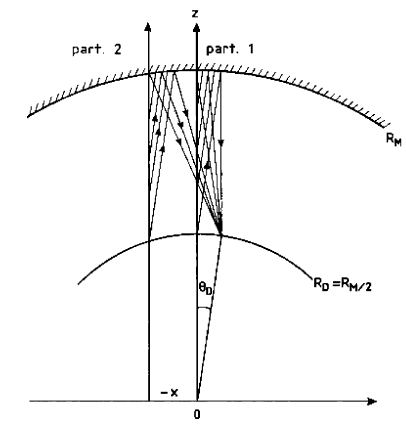 z
part. 2
part. 1
R_M
θ_D
R_D=R_M/2
-x
0